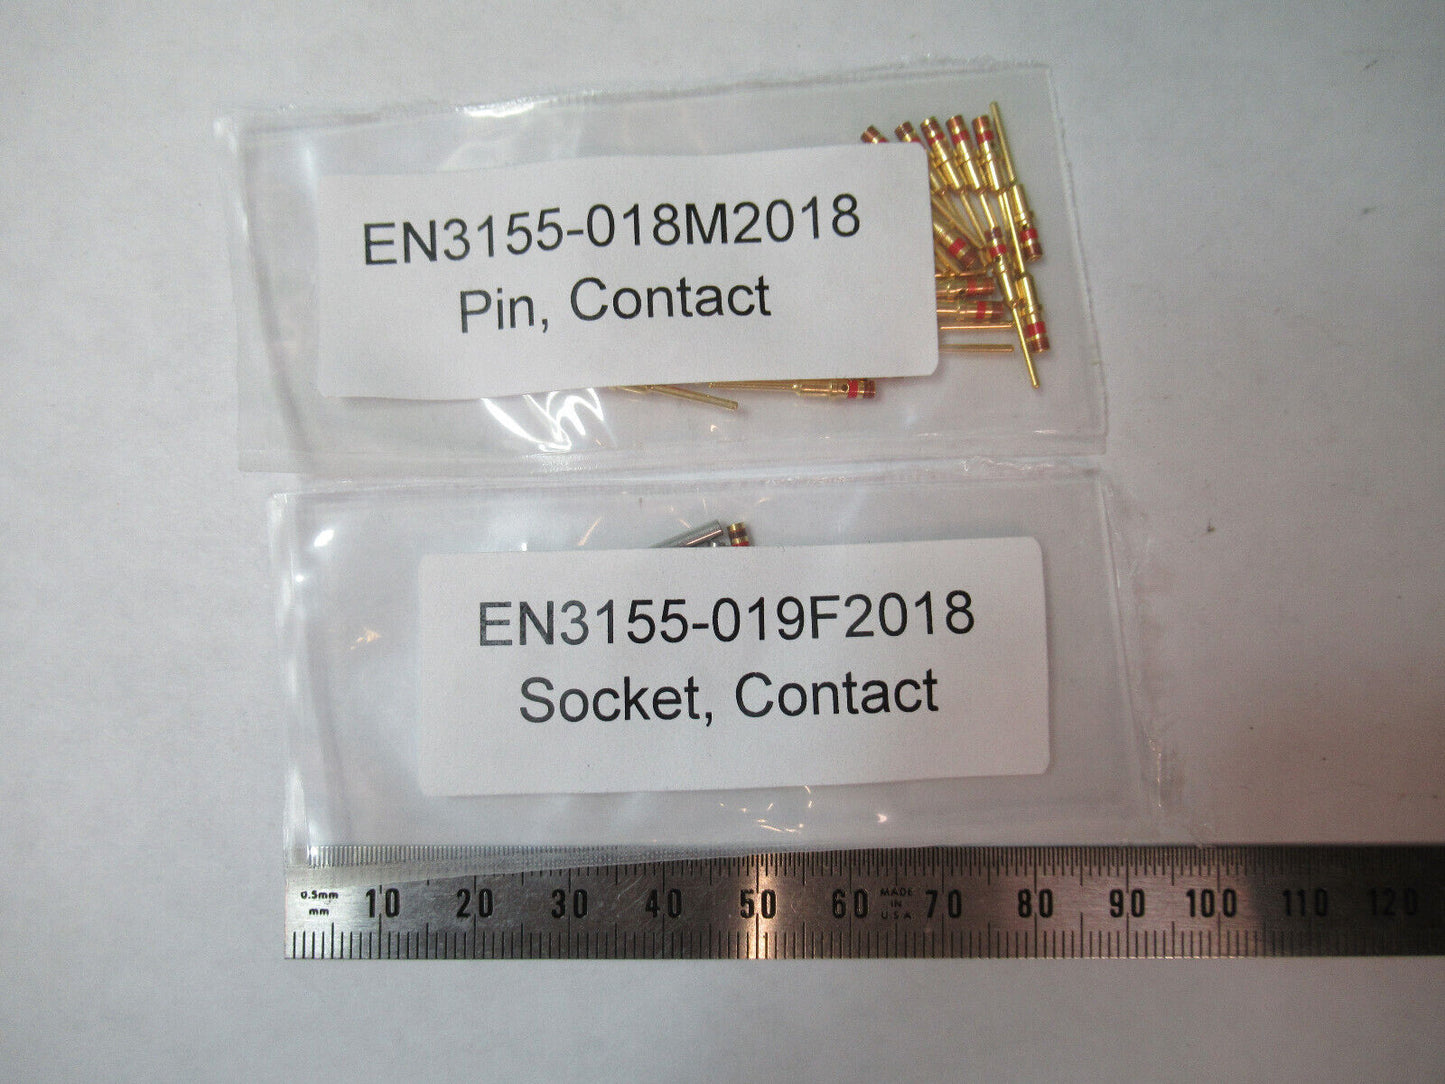 EN3155-018M2018
Pin, Contact
EN3155-019F2018
Socket, Contact
0.5mm
mm
10 20 30 40 50 60 70 80 90 100 110 120
MADE
IN
U.S.A